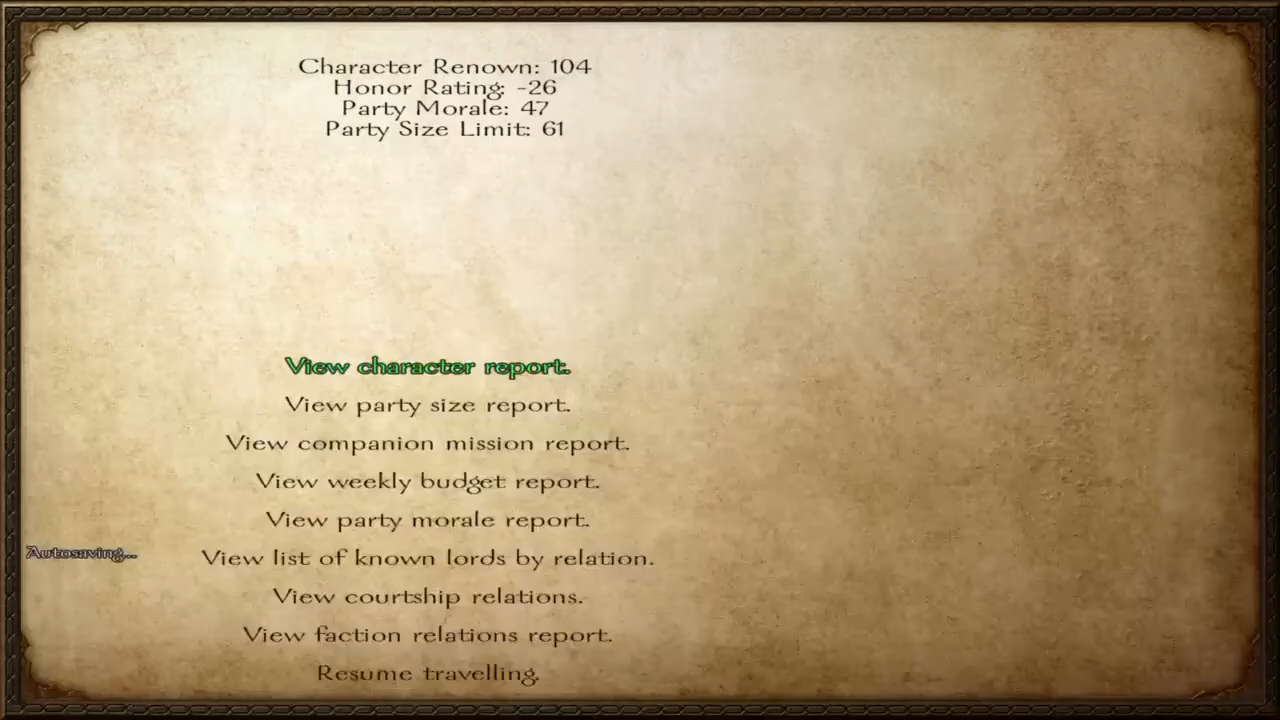 Character Renown: 104
Honor Rating: -26
Party Morale: 47
Party Size Limit: 61
View character report.
View party size report.
View companion mission report.
View weekly budget report.
View party morale report.
Autosaving...
View list of known lords by relation.
View courtship relations.
View faction relations report.
Resume travelling.